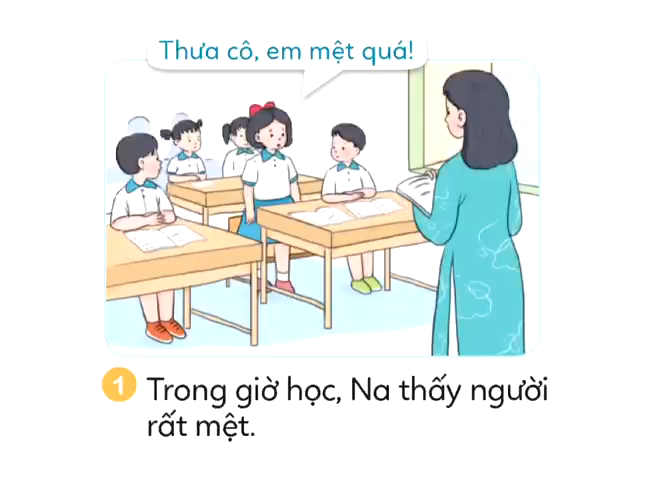 Thưa cô, em mệt quá!
1 Trong giờ học, Na thấy người
rất mệt.